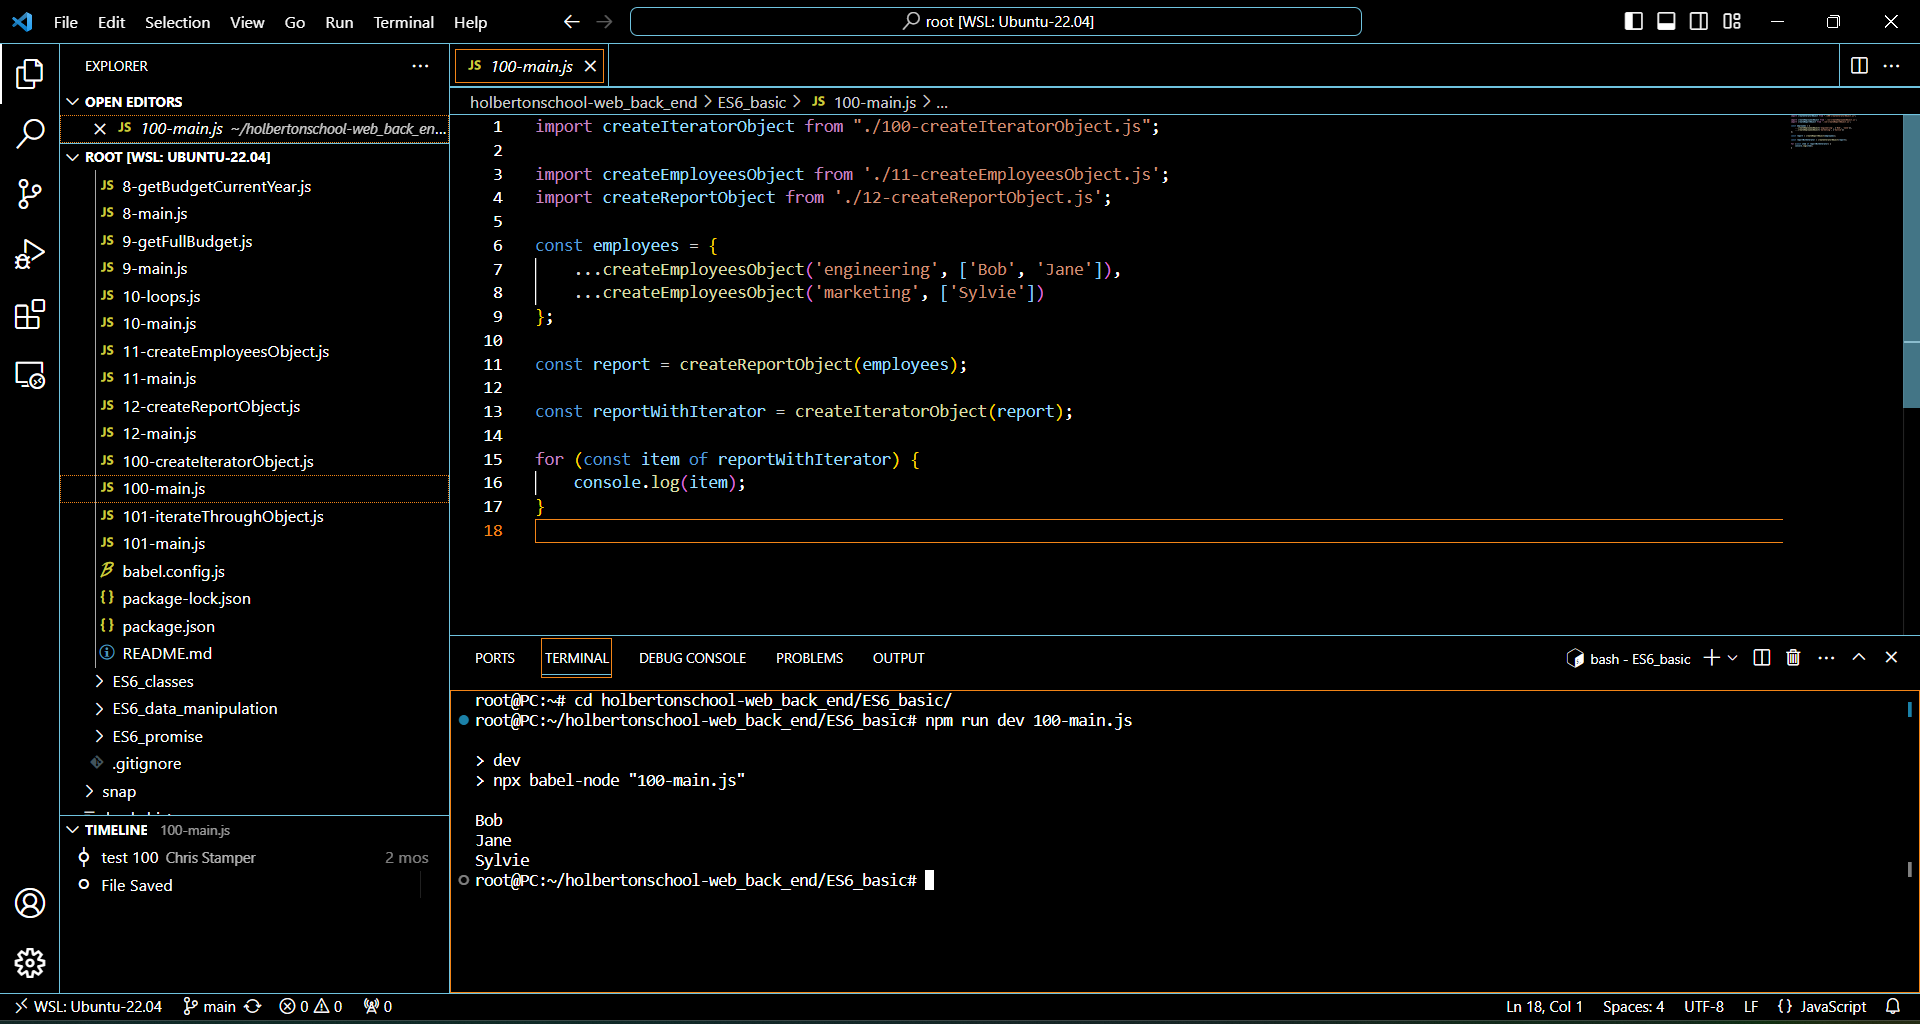 File Edit Selection View Go Run Terminal Help
root [WSL: Ubuntu-22.04]
EXPLORER
OPEN EDITORS
JS 100-main.js ~/holbertonschool-web_back_en...
ROOT [WSL: UBUNTU-22.04]
JS 8-getBudgetCurrentYear.js
JS 8-main.js
JS 9-getFullBudget.js
JS 9-main.js
JS 10-loops.js
JS 10-main.js
JS 11-createEmployeesObject.js
JS 11-main.js
JS 12-createReportObject.js
JS 12-main.js
JS 100-createIteratorObject.js
JS 100-main.js
JS 101-iterateThroughObject.js
JS 101-main.js
babel.config.js
{} package-lock.json
{} package.json
README.md
ES6_classes
ES6_data_manipulation
ES6_promise
.gitignore
snap
TIMELINE 100-main.js
test 100 Chris Stamper 2 mos
File Saved
JS 100-main.js
holbertonschool-web_back_end > ES6_basic > JS 100-main.js > ...
1 import createIteratorObject from "./100-createIteratorObject.js";
2
3 import createEmployeesObject from './11-createEmployeesObject.js';
4 import createReportObject from './12-createReportObject.js';
5
6 const employees = {
7 ...createEmployeesObject('engineering', ['Bob', 'Jane']),
8 ...createEmployeesObject('marketing', ['Sylvie'])
9 };
10
11 const report = createReportObject(employees);
12
13 const reportWithIterator = createIteratorObject(report);
14
15 for (const item of reportWithIterator) {
16 console.log(item);
17 }
18
PORTS TERMINAL DEBUG CONSOLE PROBLEMS OUTPUT
bash - ES6_basic
root@PC:~# cd holbertonschool-web_back_end/ES6_basic/
root@PC:~/holbertonschool-web_back_end/ES6_basic# npm run dev 100-main.js
> dev
> npx babel-node "100-main.js"
Bob
Jane
Sylvie
root@PC:~/holbertonschool-web_back_end/ES6_basic#
WSL: Ubuntu-22.04 main 0 0 0
Ln 18, Col 1 Spaces: 4 UTF-8 LF {} JavaScript